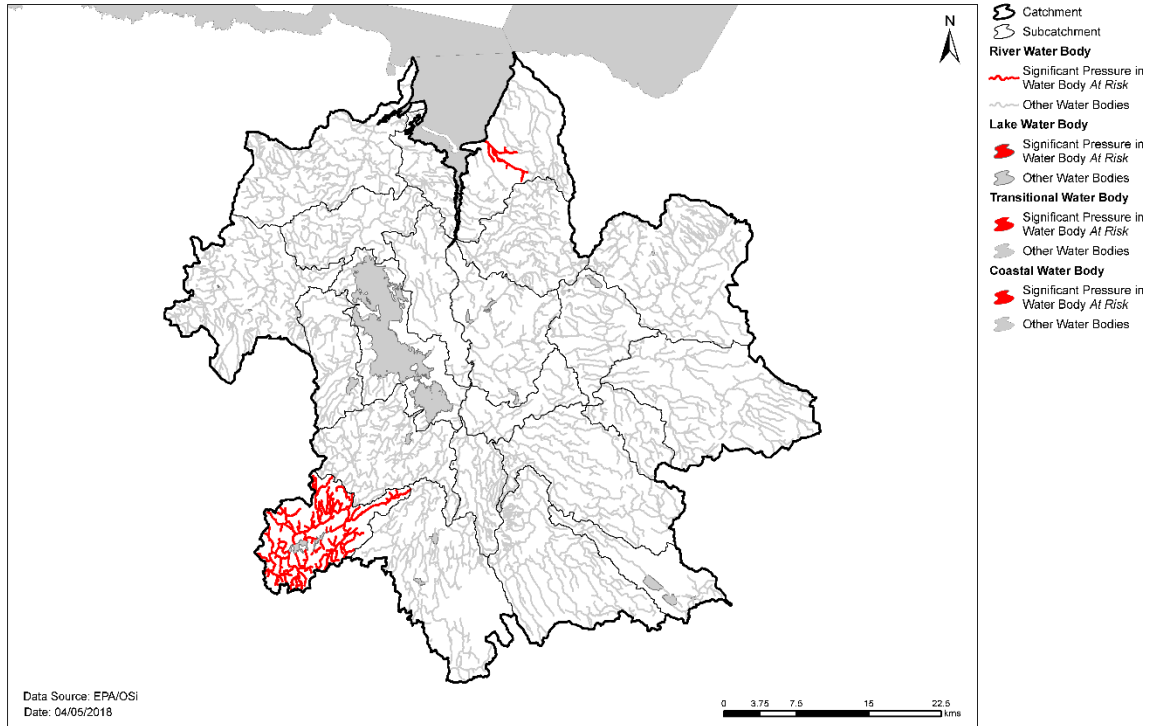 N
Catchment
Subcatchment
River Water Body
Significant Pressure in
Water Body At Risk
Other Water Bodies
Lake Water Body
Significant Pressure in
Water Body At Risk
Other Water Bodies
Transitional Water Body
Significant Pressure in
Water Body At Risk
Other Water Bodies
Coastal Water Body
Significant Pressure in
Water Body At Risk
Other Water Bodies
Data Source: EPA/OSi
Date: 04/05/2018
0 3.75 7.5 15 22.5
kms